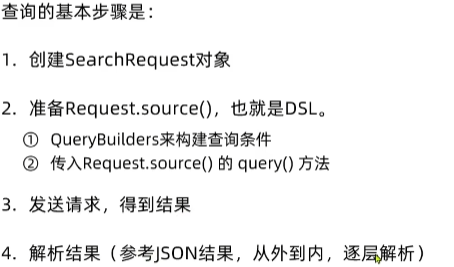 查询的基本步骤是：
1. 创建SearchRequest对象
2. 准备Request.source()，也就是DSL。
① QueryBuilders来构建查询条件
② 传入Request.source() 的 query() 方法
3. 发送请求，得到结果
4. 解析结果（参考JSON结果，从外到内，逐层解析）